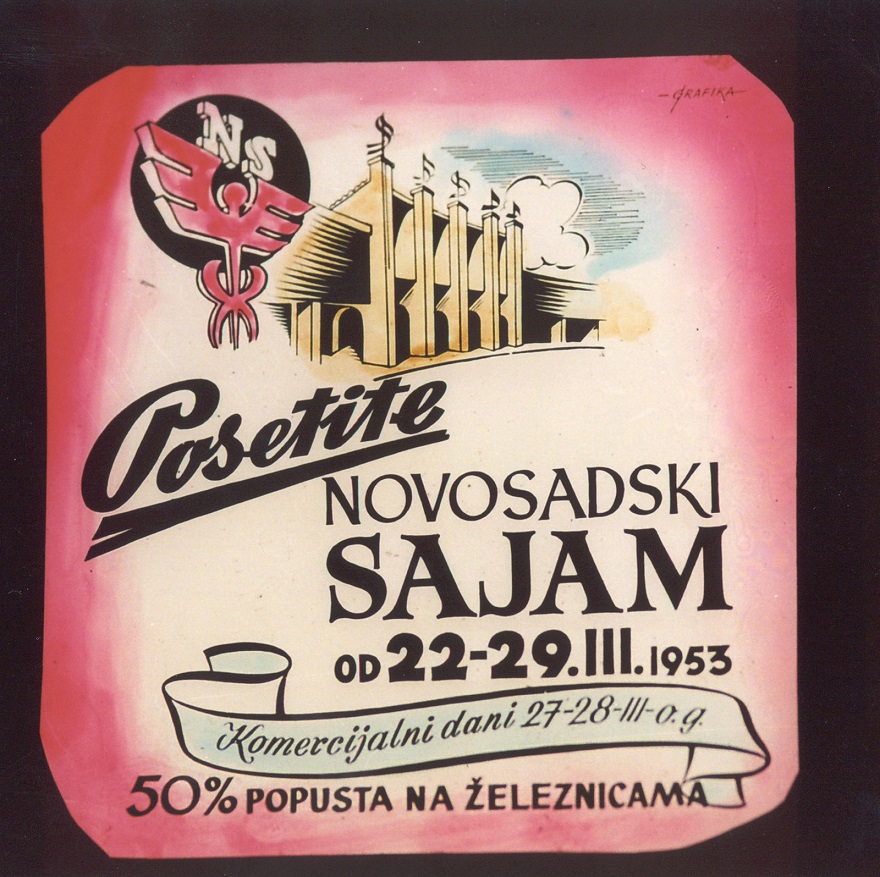 GRAFIKA
NS
Posetite
NOVOSADSKI
SAJAM
OD 22-29.III.1953
Komercijalni dani 27-28-III-o.g.
50% POPUSTA NA ŽELEZNICAMA